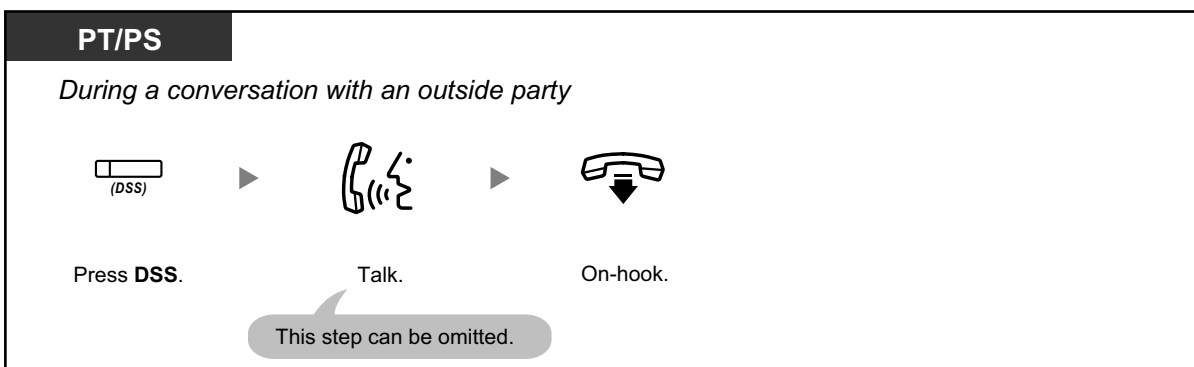 PT/PS
During a conversation with an outside party
(DSS)
Press DSS.
Talk.
On-hook.
This step can be omitted.